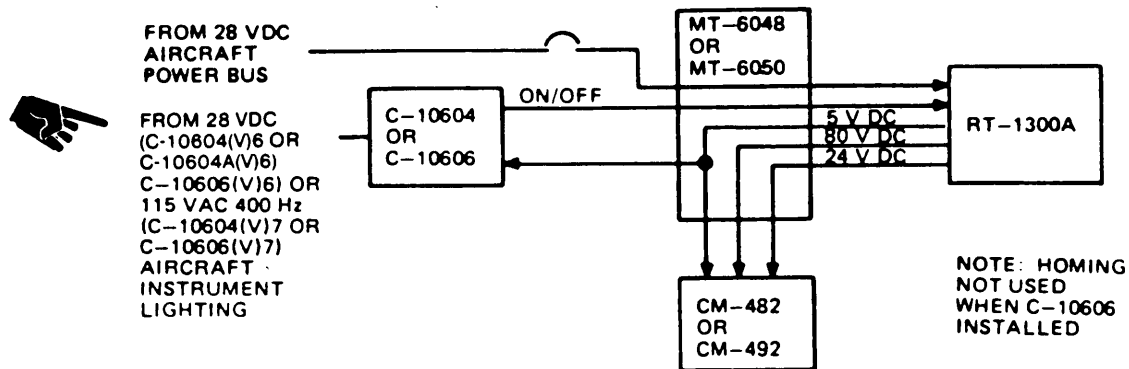 FROM 28 VDC
AIRCRAFT
POWER BUS
FROM 28 VDC
(C-10604(V)6 OR
C-10604A(V)6)
C-10606(V)6) OR
115 VAC 400 Hz
(C-10604(V)7 OR
C-10606(V)7)
AIRCRAFT
INSTRUMENT
LIGHTING
C-10604
OR
C-10606
ON/OFF
MT-6048
OR
MT-6050
5 V DC
80 V DC
24 V DC
RT-1300A
CM-482
OR
CM-492
NOTE: HOMING
NOT USED
WHEN C-10606
INSTALLED